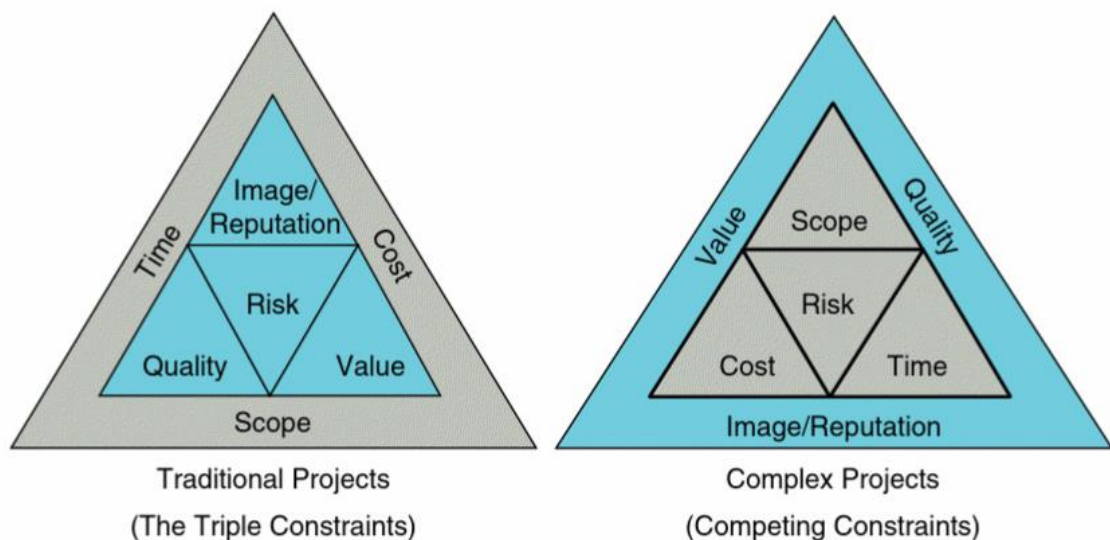 Image/
Reputation
Time
Cost
Risk
Quality
Value
Scope
Traditional Projects
(The Triple Constraints)
Scope
Value
Quality
Risk
Cost
Time
Image/Reputation
Complex Projects
(Competing Constraints)